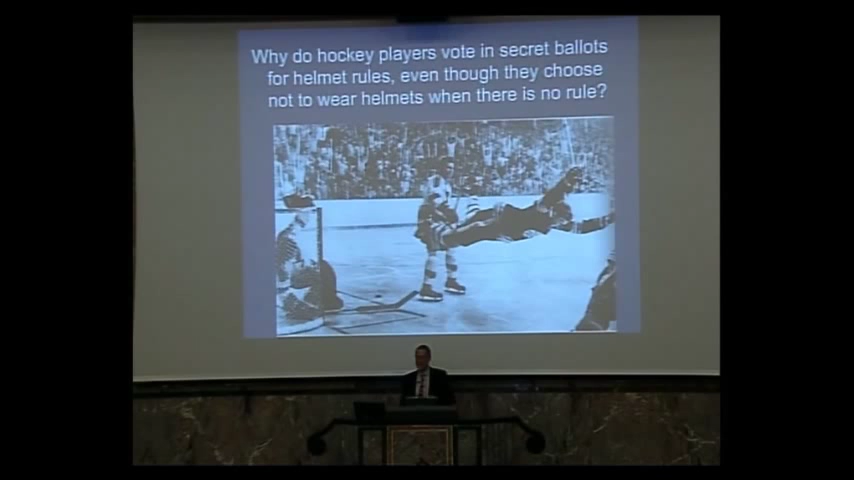 Why do hockey players vote in secret ballots
for helmet rules, even though they choose
not to wear helmets when there is no rule?